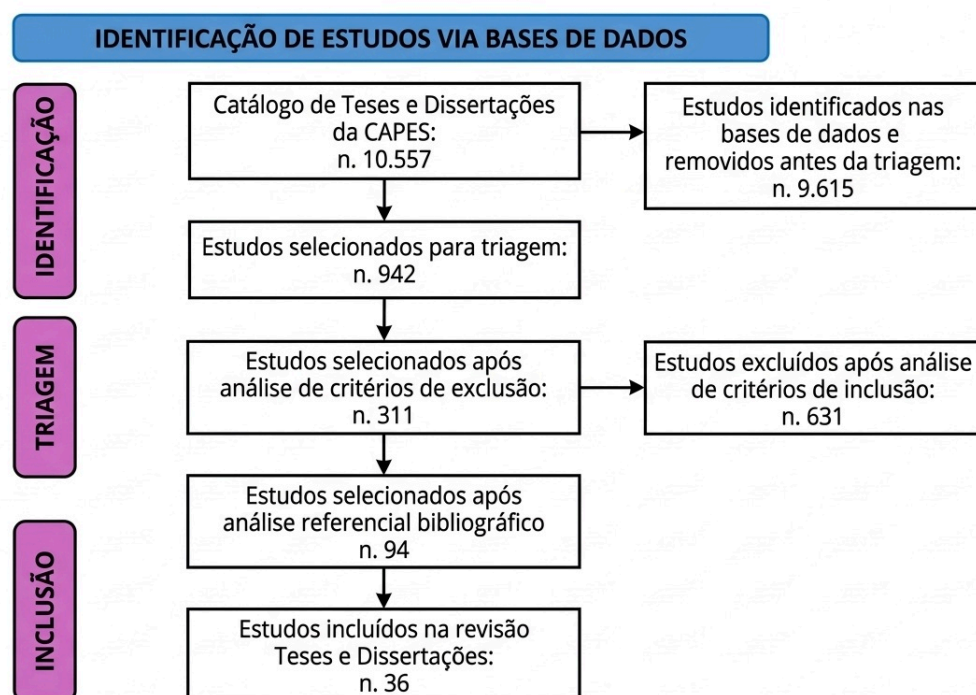 IDENTIFICAÇÃO DE ESTUDOS VIA BASES DE DADOS
IDENTIFICAÇÃO
Catálogo de Teses e Dissertações
da CAPES:
n. 10.557
Estudos identificados nas
bases de dados e
removidos antes da triagem:
n. 9.615
Estudos selecionados para triagem:
n. 942
TRIAGEM
Estudos selecionados após
análise de critérios de exclusão:
n. 311
Estudos excluídos após análise
de critérios de inclusão:
n. 631
Estudos selecionados após
análise referencial bibliográfico
n. 94
INCLUSÃO
Estudos incluídos na revisão
Teses e Dissertações:
n. 36